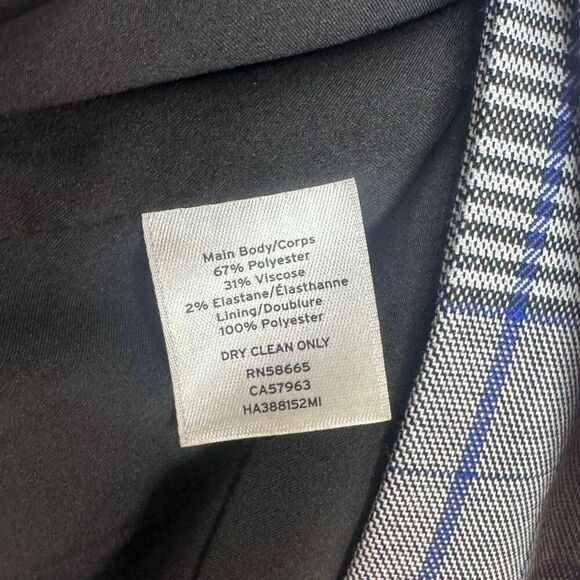 Main Body/Corps
67% Polyester
31% Viscose
2% Elastane/Élasthanne
Lining/Doublure
100% Polyester
DRY CLEAN ONLY
RN58665
CA57963
HA388152MI